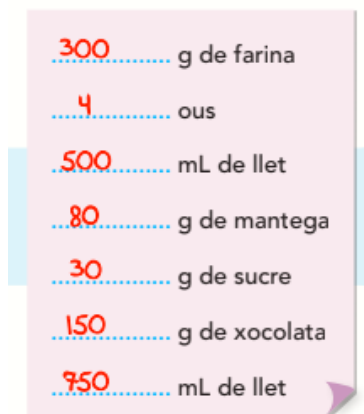 300 g de farina
4 ous
500 mL de llet
80 g de mantega
30 g de sucre
150 g de xocolata
750 mL de llet